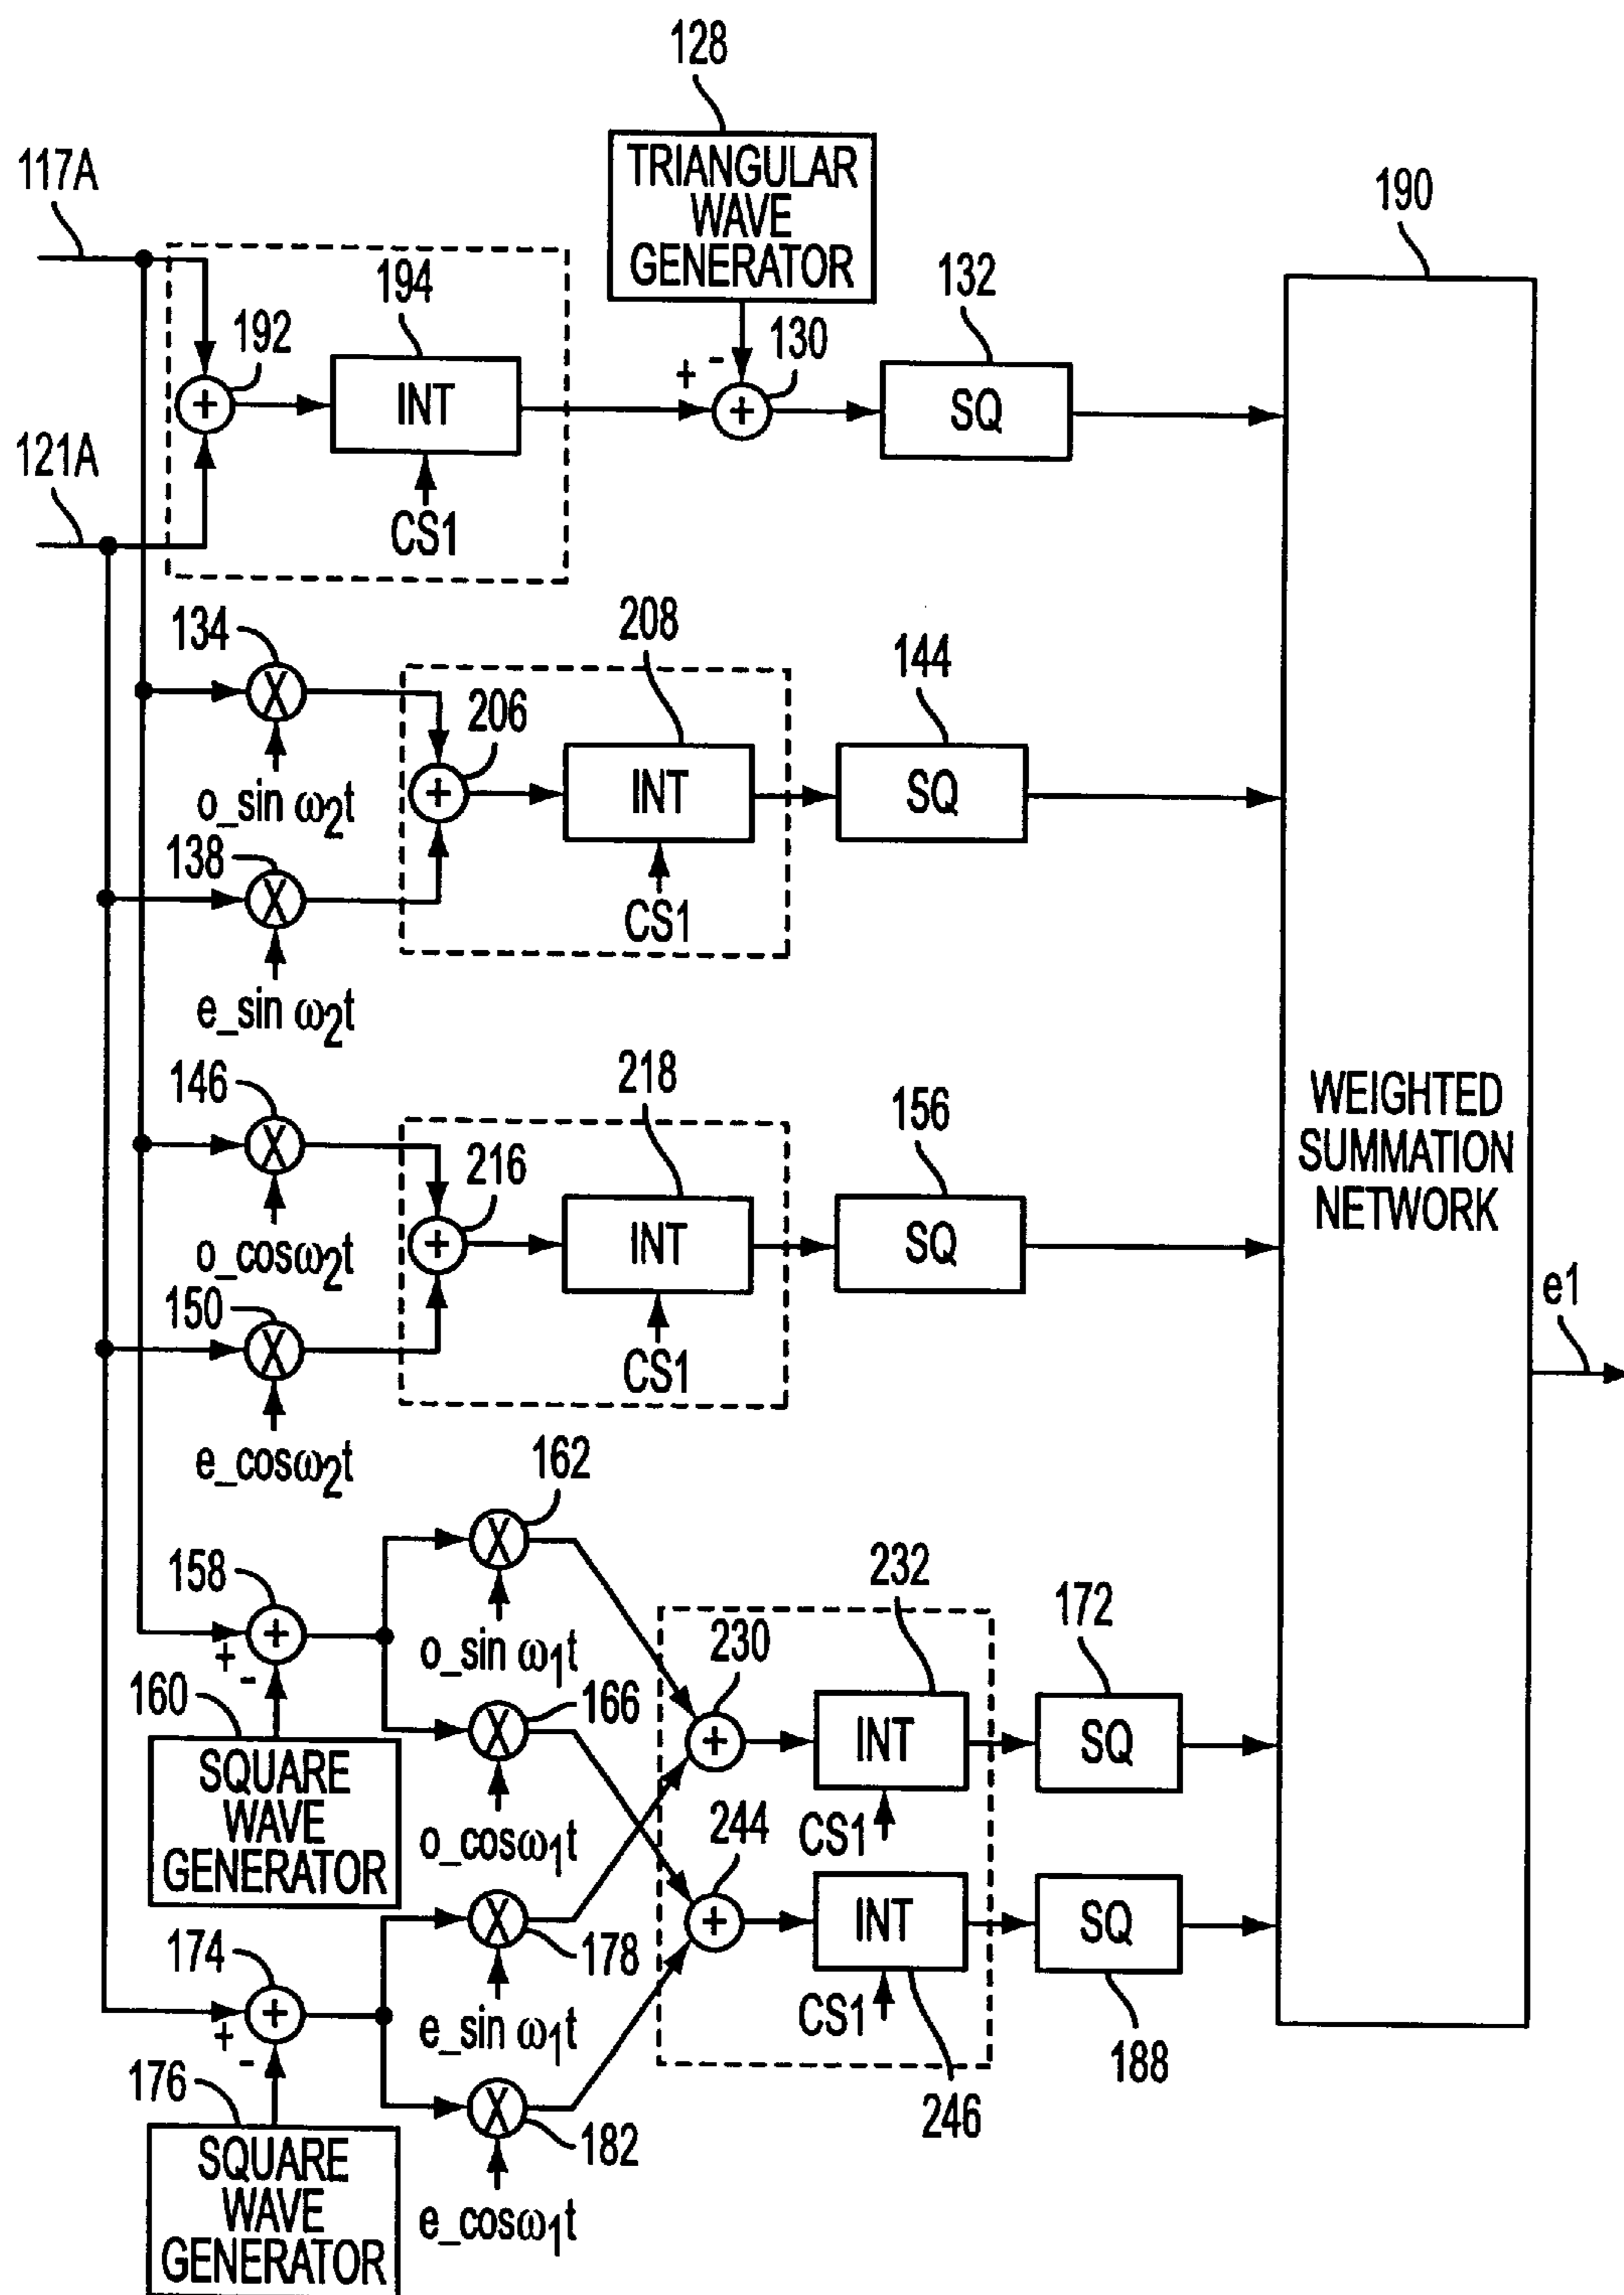 128
TRIANGULAR
WAVE
GENERATOR
117A
190
194
132
192
130
INT
+ -
+
+
SQ
121A
CS1
134
208
144
206
X
INT
SQ
+
o_sin ω2t
138
X
CS1
e_sin ω2t
146
218
156
216
X
INT
SQ
+
WEIGHTED
SUMMATION
NETWORK
o_cosω2t
150
X
CS1
e1
e_cosω2t
162
X
158
232
172
+
+
-
o_sin ω1t
230
160
166
X
+
INT
SQ
SQUARE
WAVE
GENERATOR
o_cosω1t
CS1
244
X
+
INT
SQ
174
178
+
+
-
e_sin ω1t
CS1
188
176
X
182
246
SQUARE
WAVE
GENERATOR
e_cosω1t